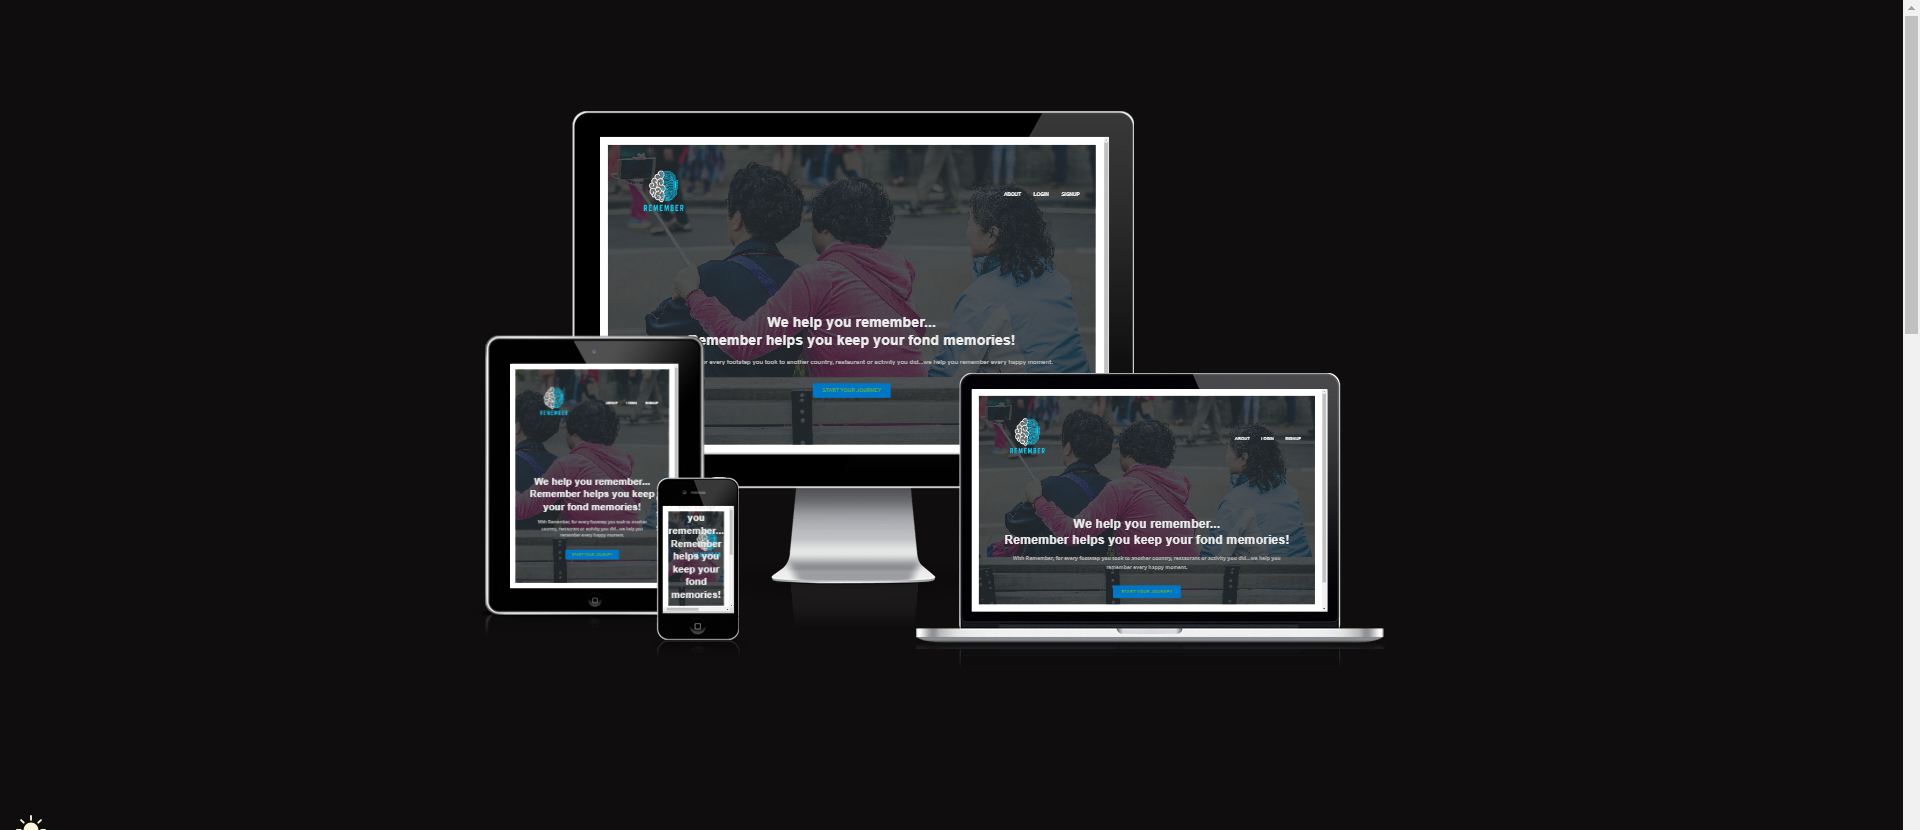 REMEMBER
ABOUT LOGIN SIGNUP
We help you remember...
Remember helps you keep your fond memories!
for every footstep you took to another country, restaurant or activity you did...we help you remember every happy moment.
START YOUR JOURNEY
REMEMBER
ABOUT LOGIN SIGNUP
We help you remember...
Remember helps you keep
your fond memories!
With Remember, for every footstep you took to another
country, restaurant or activity you did...we help you
remember every happy moment.
START YOUR JOURNEY
you
remember...
Remember
helps you
keep your
fond
memories!
REMEMBER
ABOUT LOGIN SIGNUP
We help you remember...
Remember helps you keep your fond memories!
With Remember, for every footstep you took to another country, restaurant or activity you did...we help you
remember every happy moment.
START YOUR JOURNEY